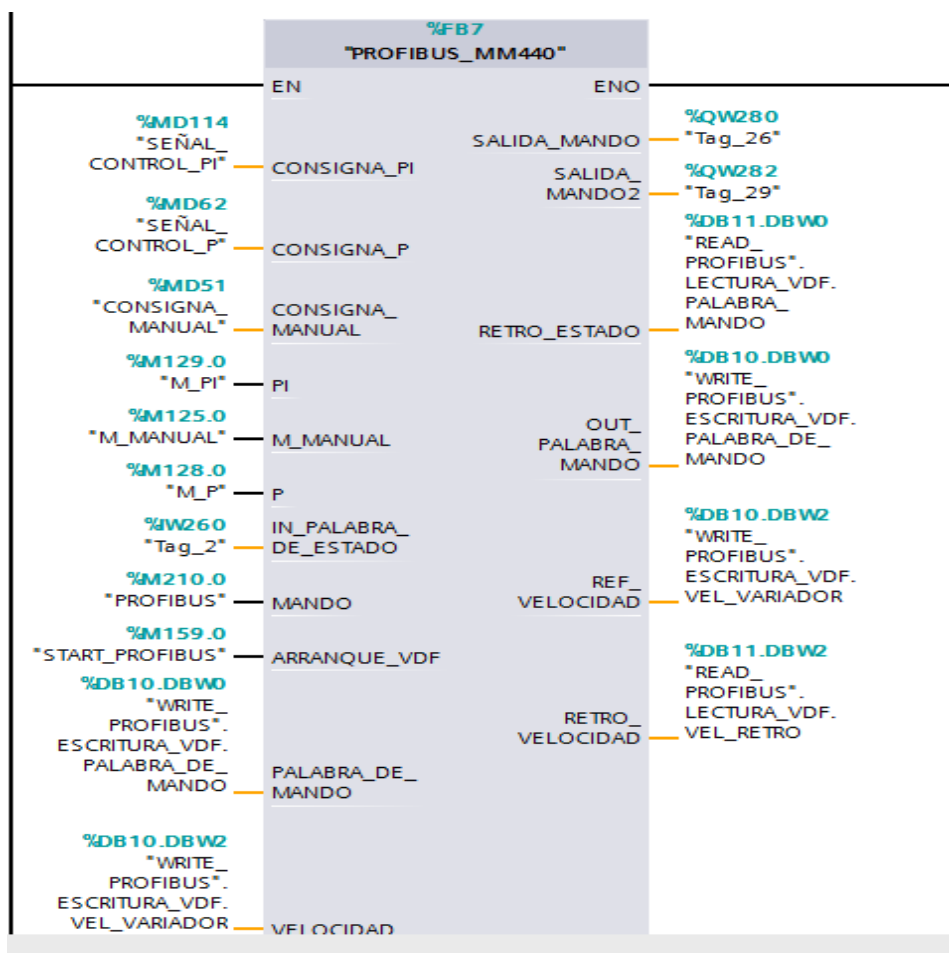 %FB7
"PROFIBUS_MM440"
EN
ENO
%MD114
"SEÑAL_
CONTROL_PI"
CONSIGNA_PI
%MD62
"SEÑAL_
CONTROL_P"
CONSIGNA_P
%MD51
"CONSIGNA_
MANUAL"
CONSIGNA_
MANUAL
%M129.0
"M_PI"
PI
%M125.0
"M_MANUAL"
M_MANUAL
%M128.0
"M_P"
P
%IW260
"Tag_2"
IN_PALABRA_
DE_ESTADO
%M210.0
"PROFIBUS"
MANDO
%M159.0
"START_PROFIBUS"
ARRANQUE_VDF
%DB10.DBW0
"WRITE_
PROFIBUS".
ESCRITURA_VDF.
PALABRA_DE_
MANDO
PALABRA_DE_
MANDO
%DB10.DBW2
"WRITE_
PROFIBUS".
ESCRITURA_VDF.
VEL_VARIADOR
VELOCIDAD
SALIDA_MANDO
%QW280
"Tag_26"
SALIDA_
MANDO2
%QW282
"Tag_29"
RETRO_ESTADO
%DB11.DBW0
"READ_
PROFIBUS".
LECTURA_VDF.
PALABRA_
MANDO
OUT_
PALABRA_
MANDO
%DB10.DBW0
"WRITE_
PROFIBUS".
ESCRITURA_VDF.
PALABRA_DE_
MANDO
REF_
VELOCIDAD
%DB10.DBW2
"WRITE_
PROFIBUS".
ESCRITURA_VDF.
VEL_VARIADOR
RETRO_
VELOCIDAD
%DB11.DBW2
"READ_
PROFIBUS".
LECTURA_VDF.
VEL_RETRO